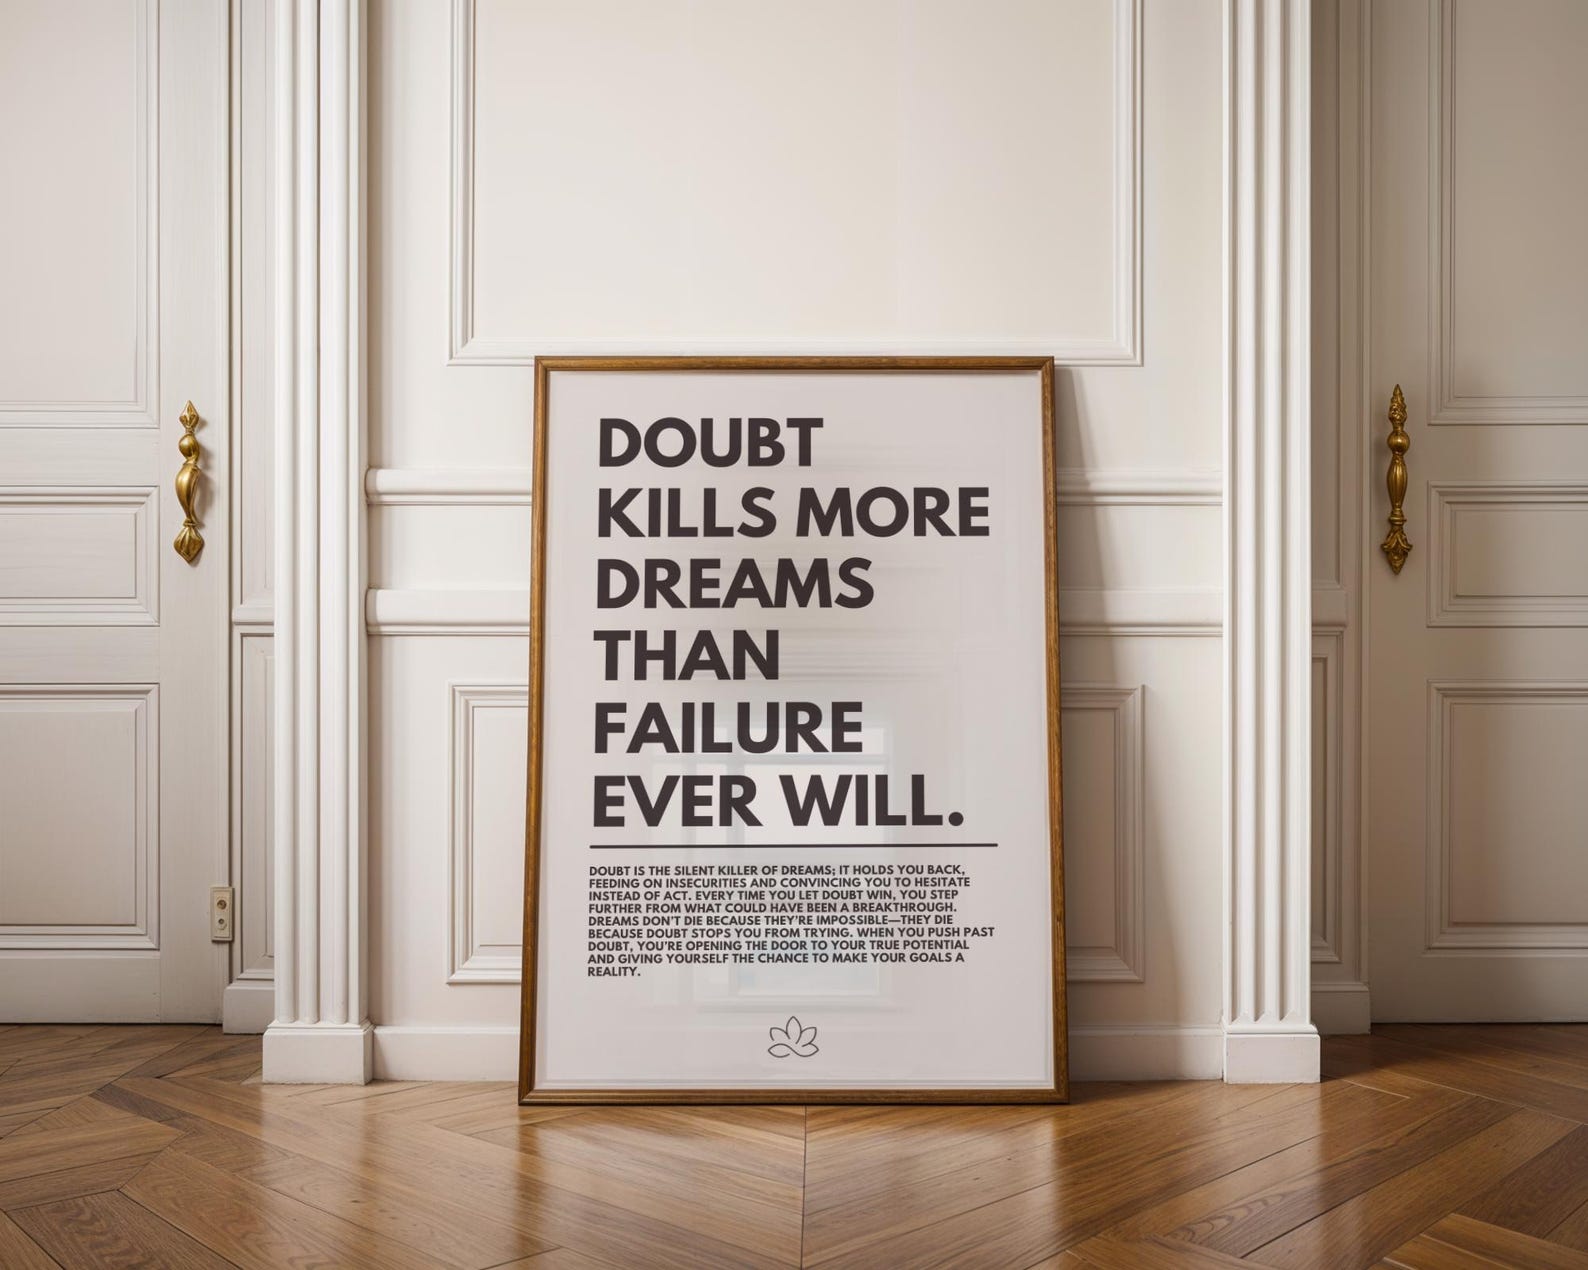 DOUBT
KILLS MORE
DREAMS
THAN
FAILURE
EVER WILL.
DOUBT IS THE SILENT KILLER OF DREAMS; IT HOLDS YOU BACK,
FEEDING ON INSECURITIES AND CONVINCING YOU TO HESITATE
INSTEAD OF ACT. EVERY TIME YOU LET DOUBT WIN, YOU STEP
FURTHER FROM WHAT COULD HAVE BEEN A BREAKTHROUGH.
DREAMS DON'T DIE BECAUSE THEY'RE IMPOSSIBLE—THEY DIE
BECAUSE DOUBT STOPS YOU FROM TRYING. WHEN YOU PUSH PAST
DOUBT, YOU'RE OPENING THE DOOR TO YOUR TRUE POTENTIAL
AND GIVING YOURSELF THE CHANCE TO MAKE YOUR GOALS A
REALITY.